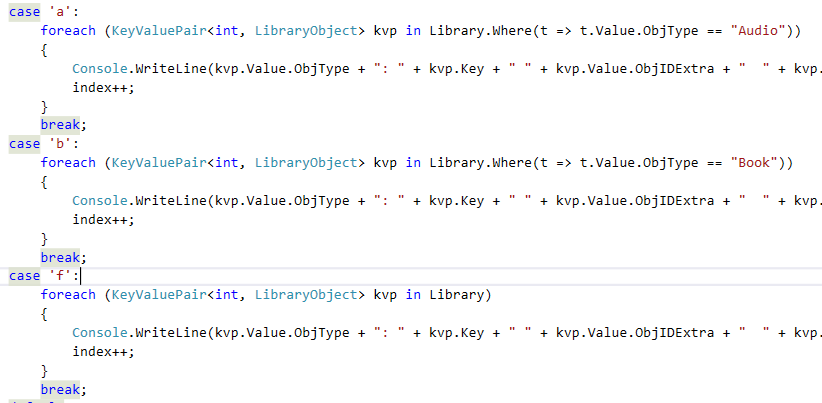 case 'a':
foreach (KeyValuePair<int, LibraryObject> kvp in Library.Where(t => t.Value.ObjType == "Audio"))
{
Console.WriteLine(kvp.Value.ObjType + ": " + kvp.Key + " " + kvp.Value.ObjIDExtra + "  " + kvp.
index++;
}
break;
case 'b':
foreach (KeyValuePair<int, LibraryObject> kvp in Library.Where(t => t.Value.ObjType == "Book"))
{
Console.WriteLine(kvp.Value.ObjType + ": " + kvp.Key + " " + kvp.Value.ObjIDExtra + "  " + kvp.
index++;
}
break;
case 'f':
foreach (KeyValuePair<int, LibraryObject> kvp in Library)
{
Console.WriteLine(kvp.Value.ObjType + ": " + kvp.Key + " " + kvp.Value.ObjIDExtra + "  " + kvp.
index++;
}
break;